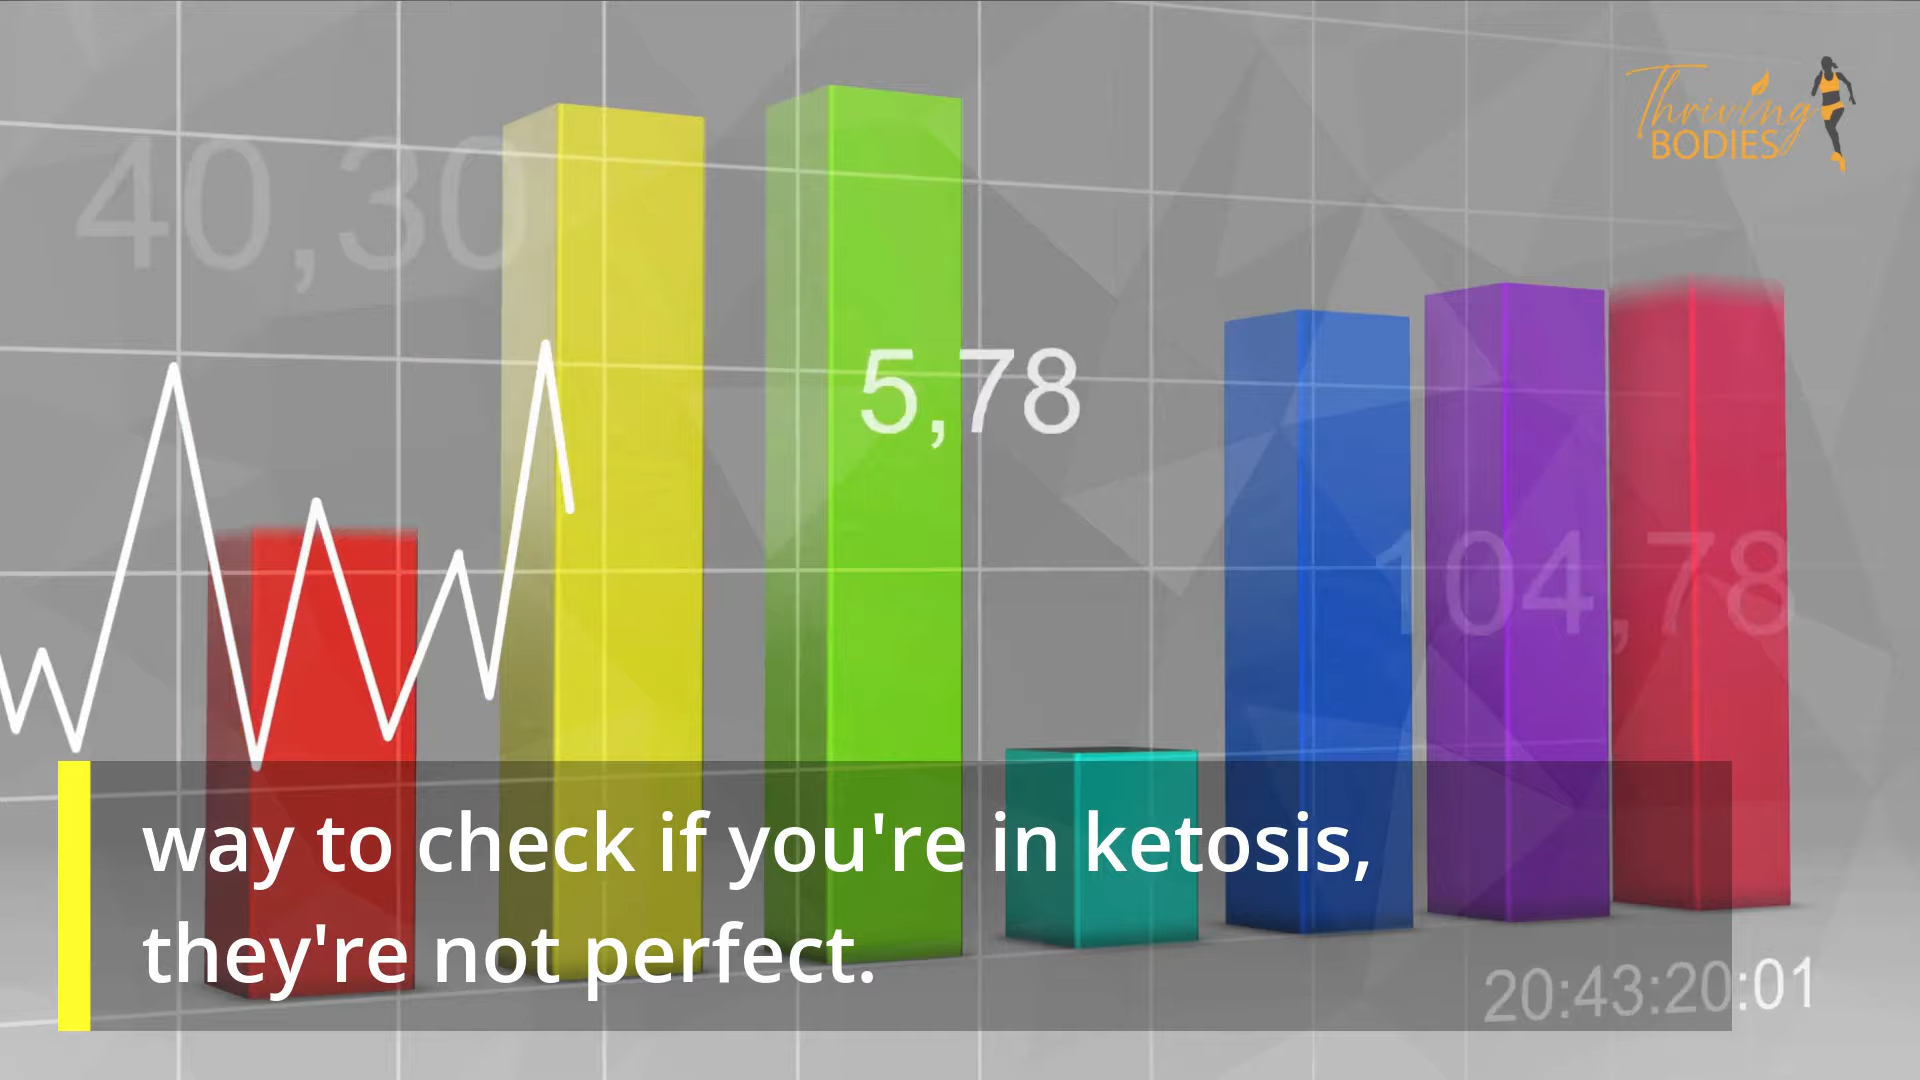 Thriving
BODIES
40,30
5,78
104,78
way to check if you're in ketosis,
they're not perfect.
20:43:20:01